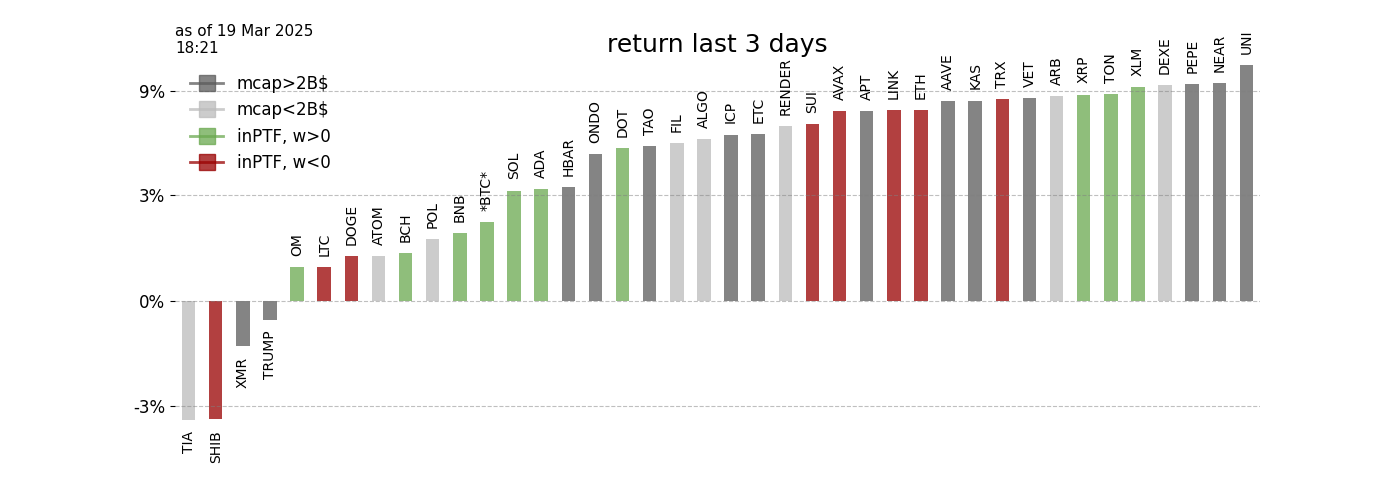 as of 19 Mar 2025
18:21
return last 3 days
mcap>2B$
mcap<2B$
inPTF, w>0
inPTF, w<0
9%
3%
0%
-3%
TIA
SHIB
XMR
TRUMP
OM
LTC
DOGE
ATOM
BCH
POL
BNB
*BTC*
SOL
ADA
HBAR
ONDO
DOT
TAO
FIL
ALGO
ICP
ETC
RENDER
SUI
AVAX
APT
LINK
ETH
AAVE
KAS
TRX
VET
ARB
XRP
TON
XLM
DEXE
PEPE
NEAR
UNI